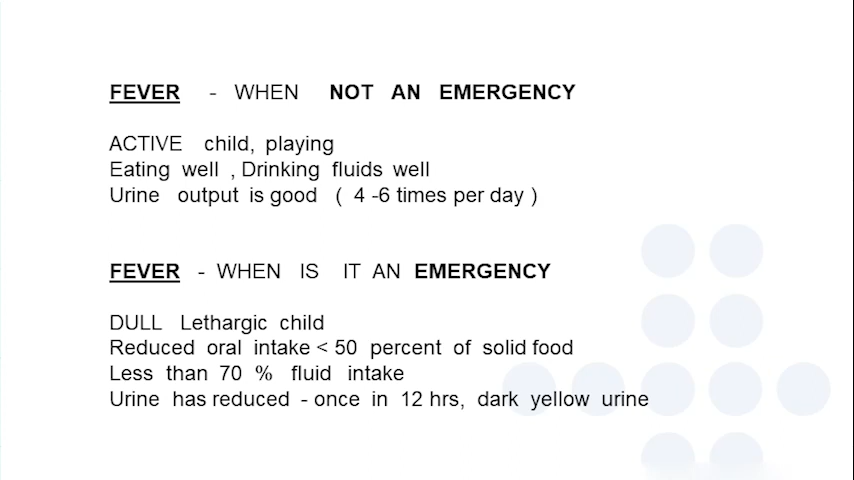 FEVER - WHEN NOT AN EMERGENCY
ACTIVE child, playing
Eating well , Drinking fluids well
Urine output is good ( 4 -6 times per day )
FEVER - WHEN IS IT AN EMERGENCY
DULL Lethargic child
Reduced oral intake < 50 percent of solid food
Less than 70 % fluid intake
Urine has reduced - once in 12 hrs, dark yellow urine